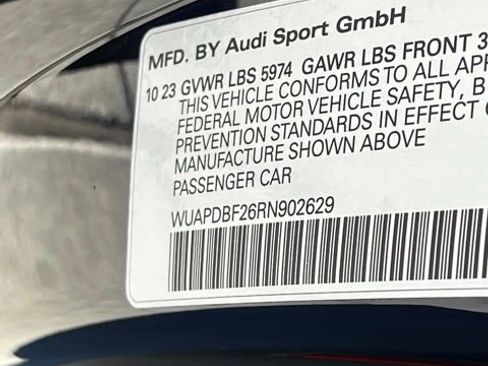 MFD. BY Audi Sport GmbH
10 23 GVWR LBS 5974 GAWR LBS FRONT 3
THIS VEHICLE CONFORMS TO ALL APP
FEDERAL MOTOR VEHICLE SAFETY, B
PREVENTION STANDARDS IN EFFECT
MANUFACTURE SHOWN ABOVE
PASSENGER CAR
WUAPDBF26RN902629